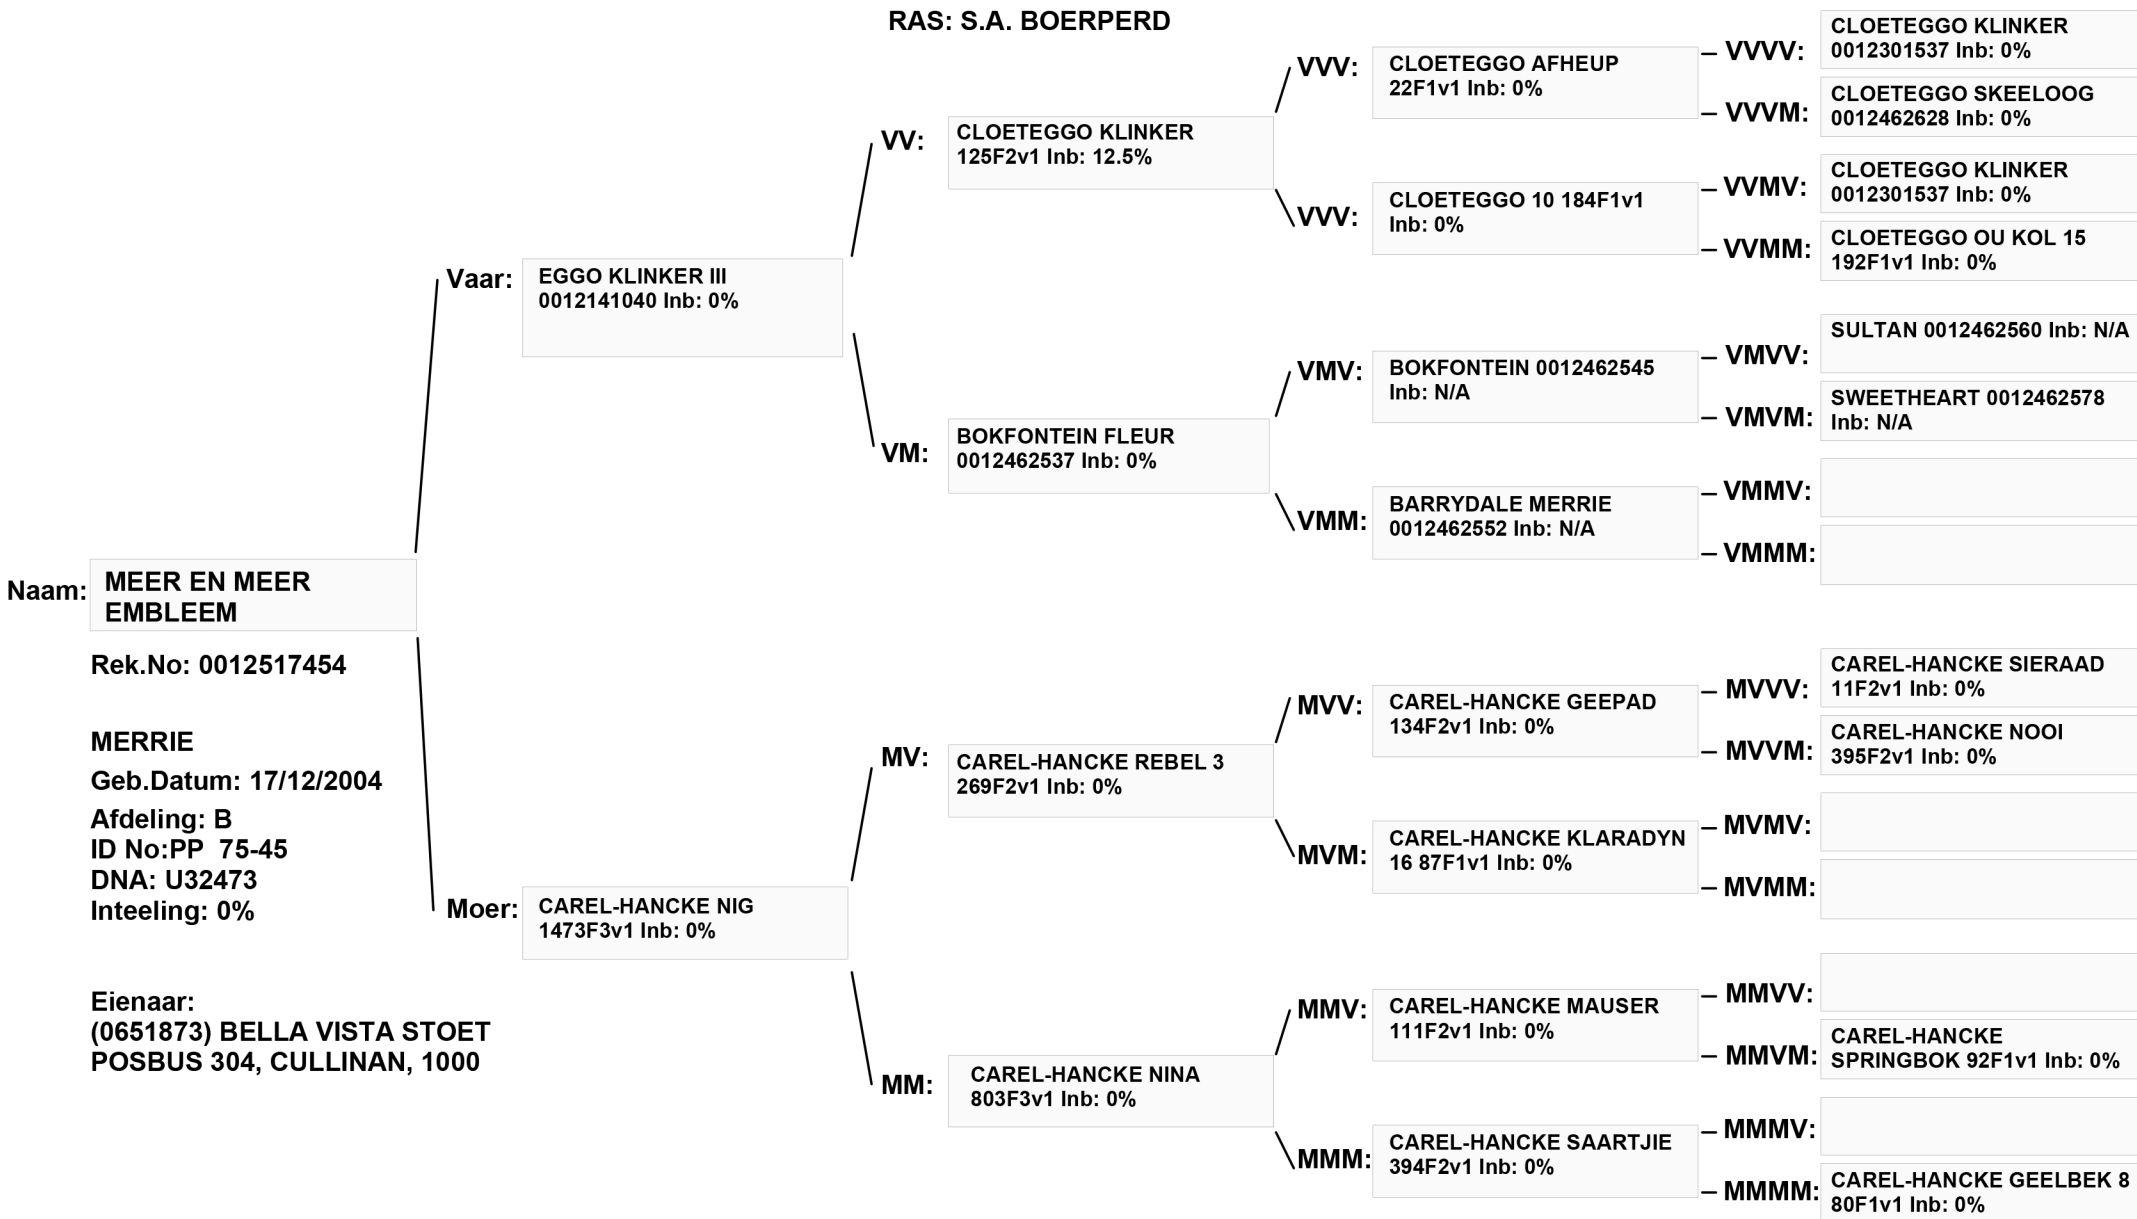 RAS: S.A. BOERPERD
Naam:
MEER EN MEER
EMBLEEM
Rek.No: 0012517454
MERRIE
Geb.Datum: 17/12/2004
Afdeling: B
ID No:PP  75-45
DNA: U32473
Inteeling: 0%
Eienaar:
(0651873) BELLA VISTA STOET
POSBUS 304, CULLINAN, 1000
Vaar:
EGGO KLINKER III
0012141040 Inb: 0%
Moer:
CAREL-HANCKE NIG
1473F3v1 Inb: 0%
VV:
CLOETEGGO KLINKER
125F2v1 Inb: 12.5%
VM:
BOKFONTEIN FLEUR
0012462537 Inb: 0%
MV:
CAREL-HANCKE REBEL 3
269F2v1 Inb: 0%
MM:
CAREL-HANCKE NINA
803F3v1 Inb: 0%
VVV:
CLOETEGGO AFHEUP
22F1v1 Inb: 0%
VVV:
CLOETEGGO 10 184F1v1
Inb: 0%
VMV:
BOKFONTEIN 0012462545
Inb: N/A
VMM:
BARRYDALE MERRIE
0012462552 Inb: N/A
MVV:
CAREL-HANCKE GEEPAD
134F2v1 Inb: 0%
MVM:
CAREL-HANCKE KLARADYN
16 87F1v1 Inb: 0%
MMV:
CAREL-HANCKE MAUSER
111F2v1 Inb: 0%
MMM:
CAREL-HANCKE SAARTJIE
394F2v1 Inb: 0%
VVVV:
CLOETEGGO KLINKER
0012301537 Inb: 0%
VVVM:
CLOETEGGO SKEELOOG
0012462628 Inb: 0%
VVMV:
CLOETEGGO KLINKER
0012301537 Inb: 0%
VVMM:
CLOETEGGO OU KOL 15
192F1v1 Inb: 0%
VMVV:
SULTAN 0012462560 Inb: N/A
VMVM:
SWEETHEART 0012462578
Inb: N/A
VMMV:
VMMM:
MVVV:
CAREL-HANCKE SIERAAD
11F2v1 Inb: 0%
MVVM:
CAREL-HANCKE NOOI
395F2v1 Inb: 0%
MVMV:
MVMM:
MMVV:
MMVM:
CAREL-HANCKE
SPRINGBOK 92F1v1 Inb: 0%
MMMV:
MMMM:
CAREL-HANCKE GEELBEK 8
80F1v1 Inb: 0%